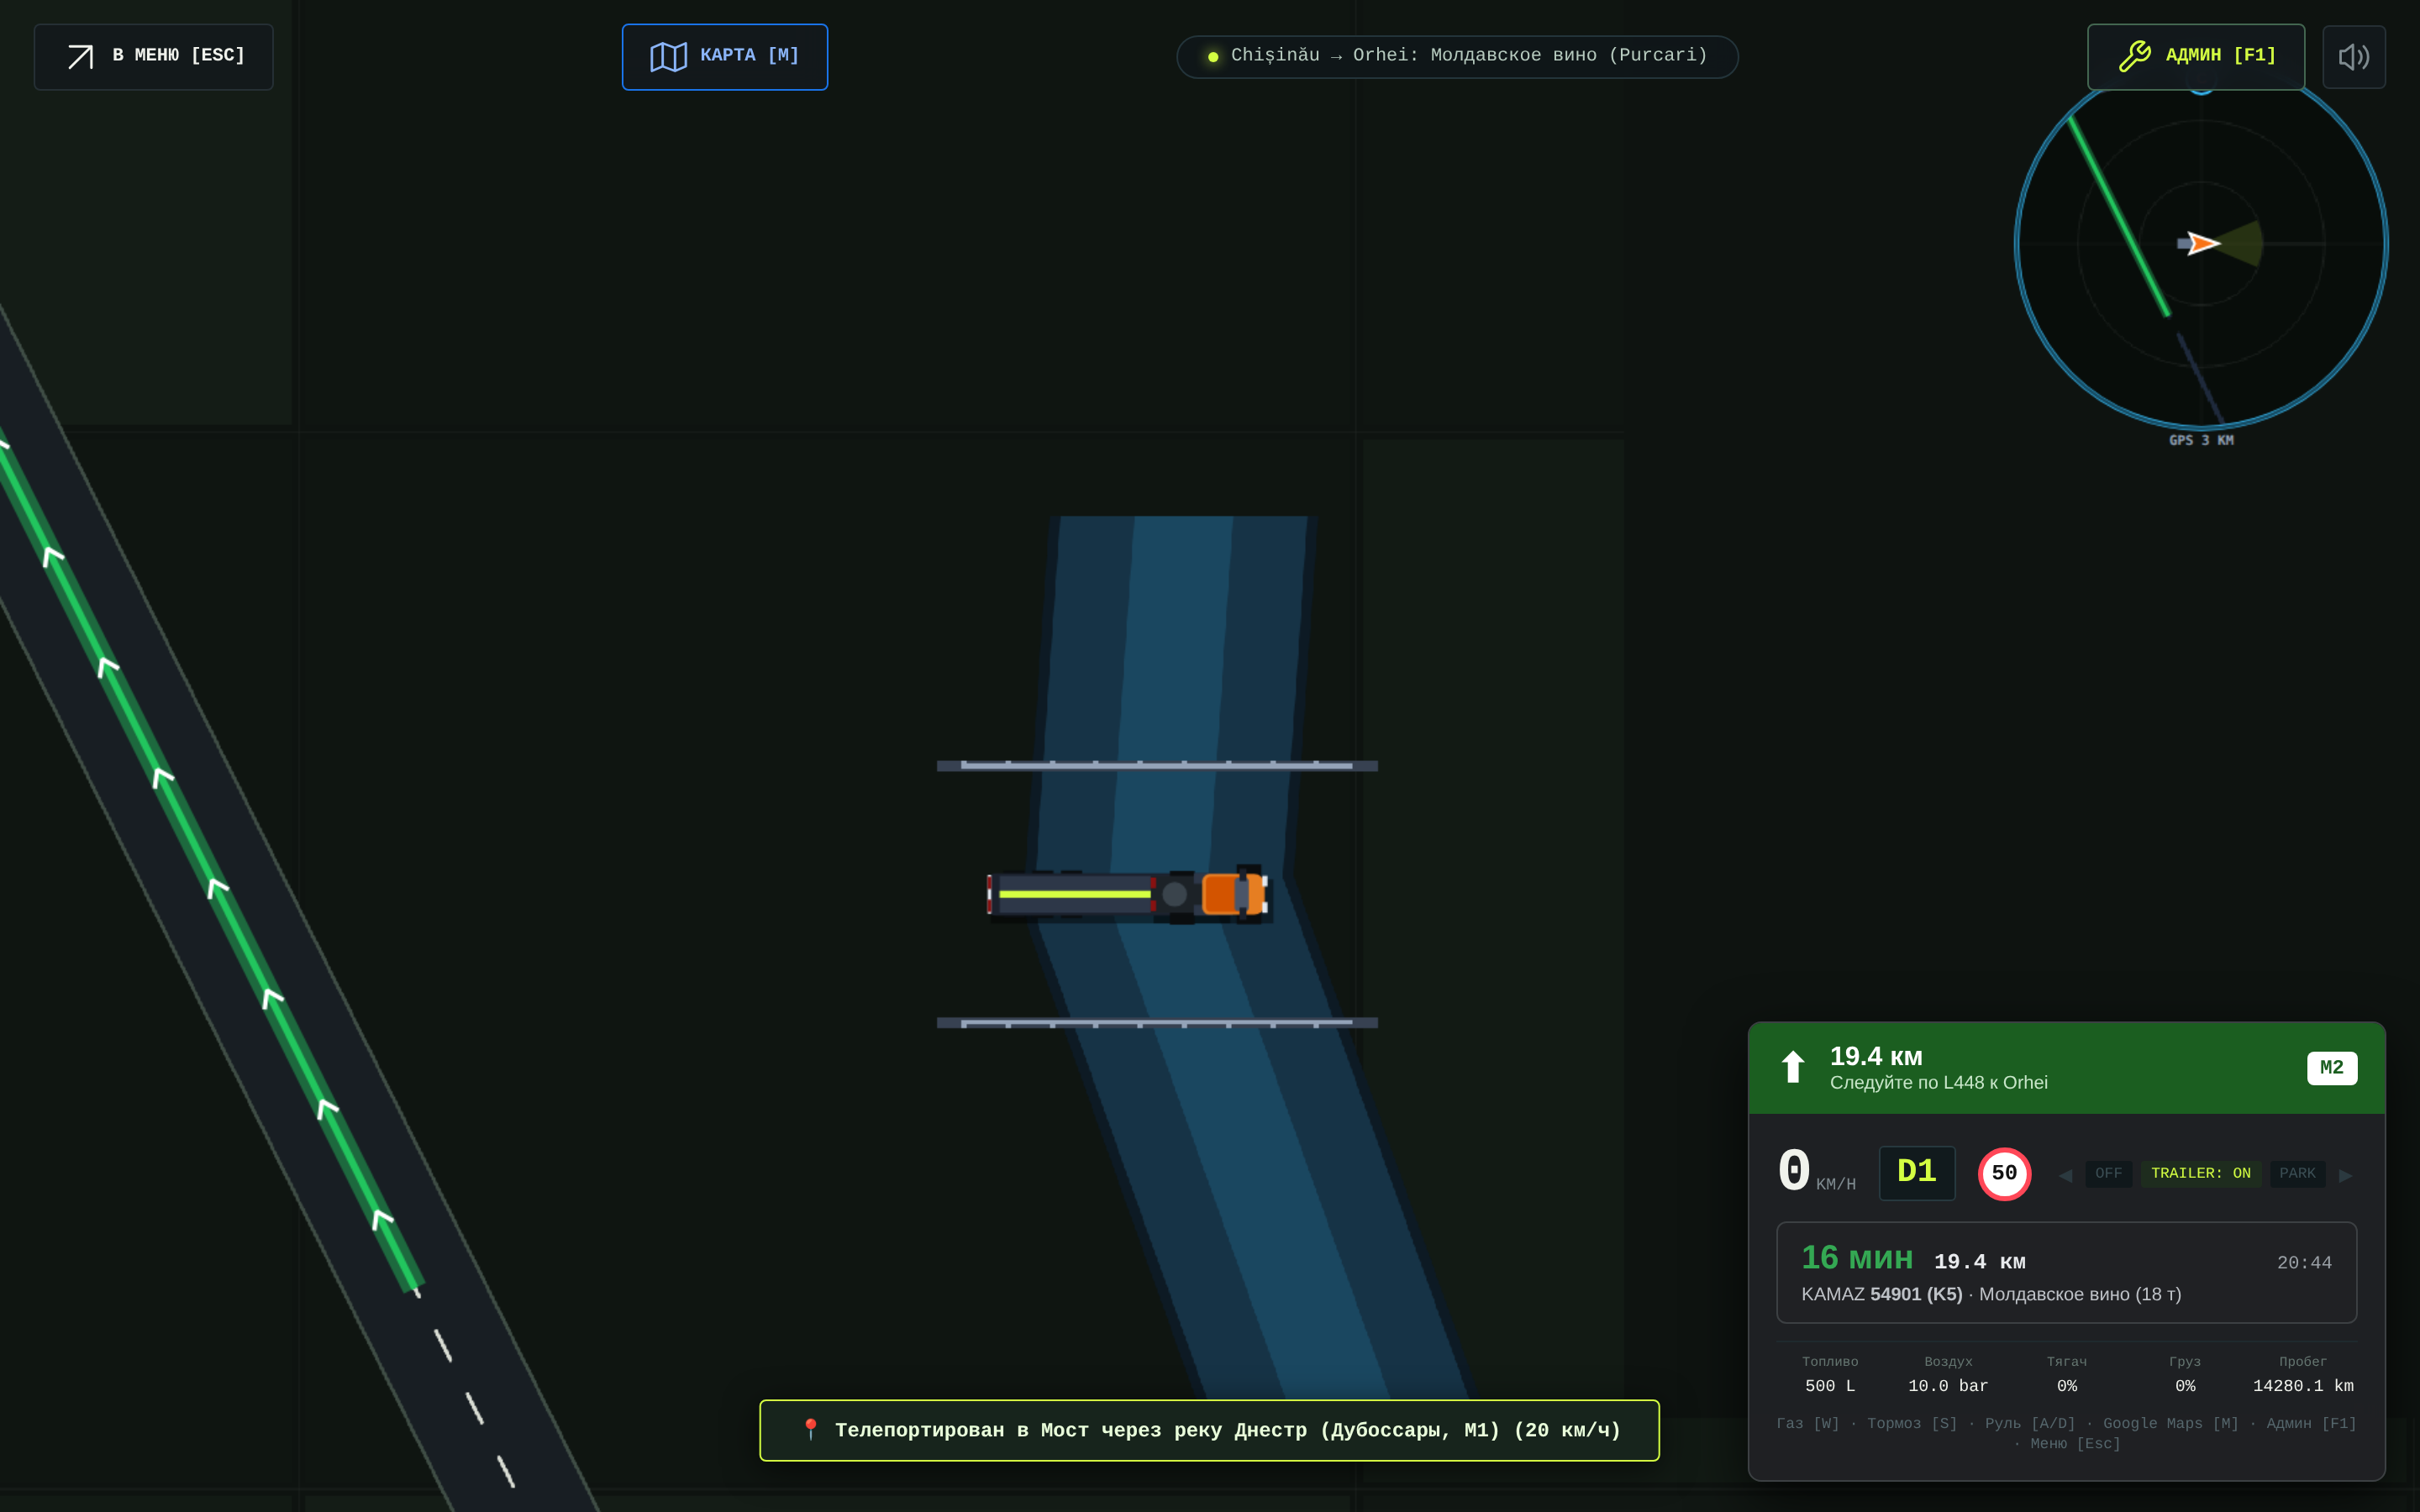 В МЕНЮ [ESC]
КАРТА [M]
Chișinău → Orhei: Молдавское вино (Purcari)
АДМИН [F1]
GPS 3 KM
19.4 км
Следуйте по L448 к Orhei
M2
0 KM/H
D1
50
◀ OFF TRAILER: ON PARK ▶
16 мин 19.4 км
20:44
KAMAZ 54901 (K5) · Молдавское вино (18 т)
Топливо Воздух Тягач Груз Пробег
500 L 10.0 bar 0% 0% 14280.1 km
Газ [W] · Тормоз [S] · Руль [A/D] · Google Maps [M] · Админ [F1]
· Меню [Esc]
📍 Телепортирован в Мост через реку Днестр (Дубоссары, M1) (20 км/ч)